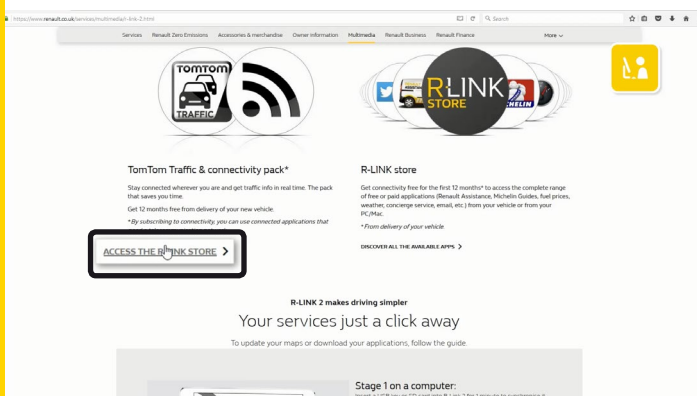 https://www.renault.co.uk/services/multimedia/r-link-2.html
Search
Services Renault Zero Emissions Accessories & merchandise Owner Information Multimedia Renault Business Renault Finance More
TOMTOM
TRAFFIC
R-LINK
STORE
MICHELIN
TomTom Traffic & connectivity pack*
Stay connected wherever you are and get traffic info in real time. The pack
that saves you time.
Get 12 months free from delivery of your new vehicle.
*By subscribing to connectivity, you can use connected applications that
ACCESS THE R-LINK STORE
R-LINK store
Get connectivity free for the first 12 months* to access the complete range
of free or paid applications (Renault Assistance, Michelin Guides, fuel prices,
weather, concierge service, email, etc.) from your vehicle or from your
PC/Mac.
*From delivery of your vehicle.
DISCOVER ALL THE AVAILABLE APPS
R-LINK 2 makes driving simpler
Your services just a click away
To update your maps or download your applications, follow the guide.
Stage 1 on a computer: